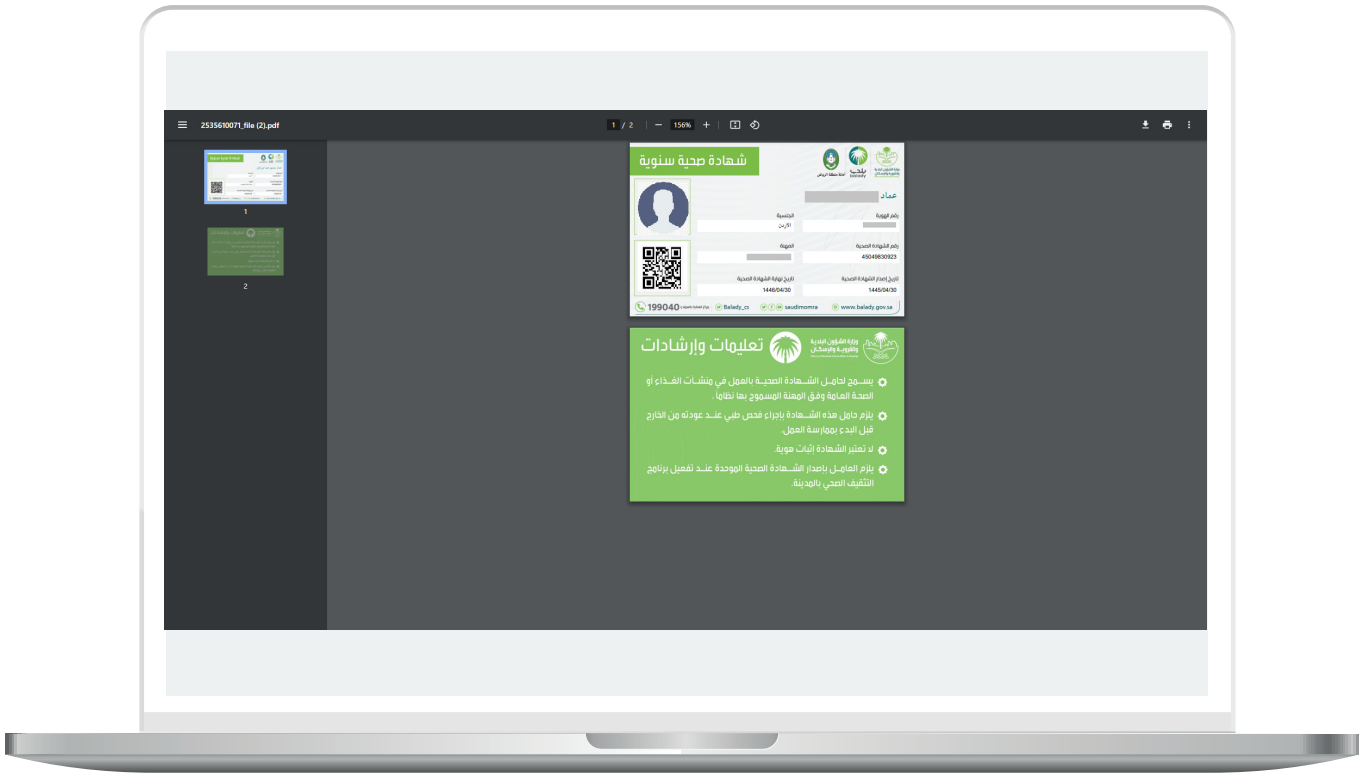 2535610071_file (2).pdf
1 / 2
156%
1
2
شهادة صحية سنوية
أمانة منطقة الرياض
بلدي
balady
عماد
رقم الهوية
الجنسية
الأردن
رقم الشهادة الصحية
المهنة
45049830923
تاريخ إصدار الشهادة الصحية
تاريخ نهاية الشهادة الصحية
1445/04/30
1446/04/30
199040
Balady_cs
saudimomra
www.balady.gov.sa
وزارة الشؤون البلدية
والقروية والإسكان
تعليمات وإرشادات
يسمح لحامل الشهادة الصحية بالعمل في منشآت الغذاء أو
الصحة العامة وفق المهنة المسموح بها نظاماً.
يلزم حامل هذه الشهادة بإجراء فحص طبي عند عودته من الخارج
قبل البدء بممارسة العمل.
لا تعتبر الشهادة إثبات هوية.
يلزم العامل بإصدار الشهادة الصحية الموحدة عند تفعيل برنامج
التثقيف الصحي بالمدينة.